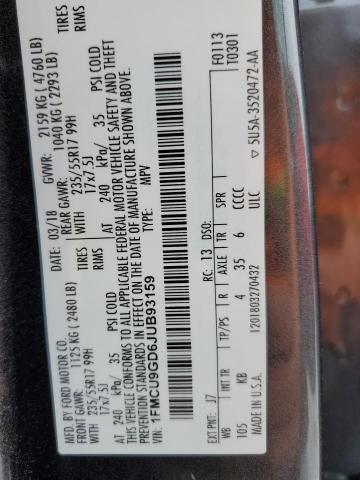 MFD. BY FORD MOTOR CO.
DATE: 03/18 GVWR: 2159 KG ( 4760 LB)
FRONT GAWR: 1125 KG (2480 LB) REAR GAWR: 1040 KG ( 2293 LB)
WITH 235/55R17 99H TIRES WITH 235/55R17 99H TIRES
17x7.5J RIMS 17x7.5J RIMS
AT 240 kPa/ 35 PSI COLD AT 240 kPa/ 35 PSI COLD
THIS VEHICLE CONFORMS TO ALL APPLICABLE FEDERAL MOTOR VEHICLE SAFETY AND THEFT
PREVENTION STANDARDS IN EFFECT ON THE DATE OF MANUFACTURE SHOWN ABOVE.
VIN: 1FMCU9GD6JUB93159 TYPE: MPV
F0113
T0301
EXT PNT: J7 RC: 13 DSO:
WB INT TR TP/PS R AXLE TR SPR
105 KB 4 35 6 CCCC
12O1803270432 ULC
MADE IN U.S.A. 5U5A-3520472-AA